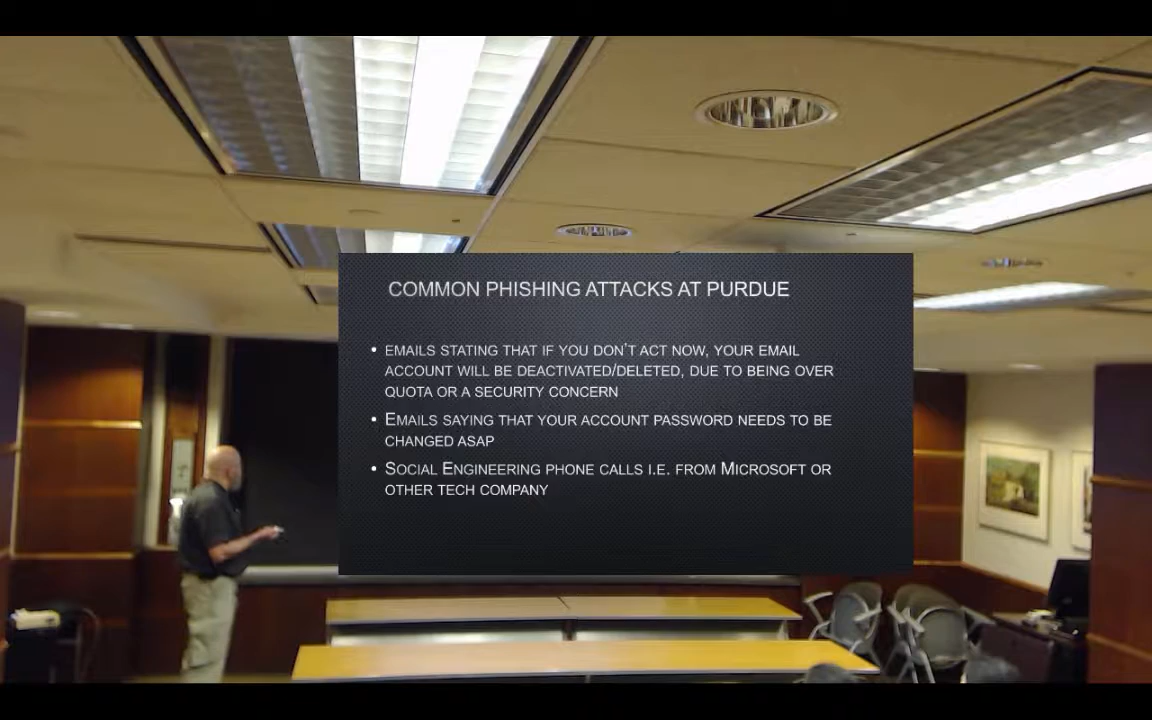 COMMON PHISHING ATTACKS AT PURDUE
• EMAILS STATING THAT IF YOU DON'T ACT NOW, YOUR EMAIL
ACCOUNT WILL BE DEACTIVATED/DELETED, DUE TO BEING OVER
QUOTA OR A SECURITY CONCERN
• EMAILS SAYING THAT YOUR ACCOUNT PASSWORD NEEDS TO BE
CHANGED ASAP
• SOCIAL ENGINEERING PHONE CALLS I.E. FROM MICROSOFT OR
OTHER TECH COMPANY